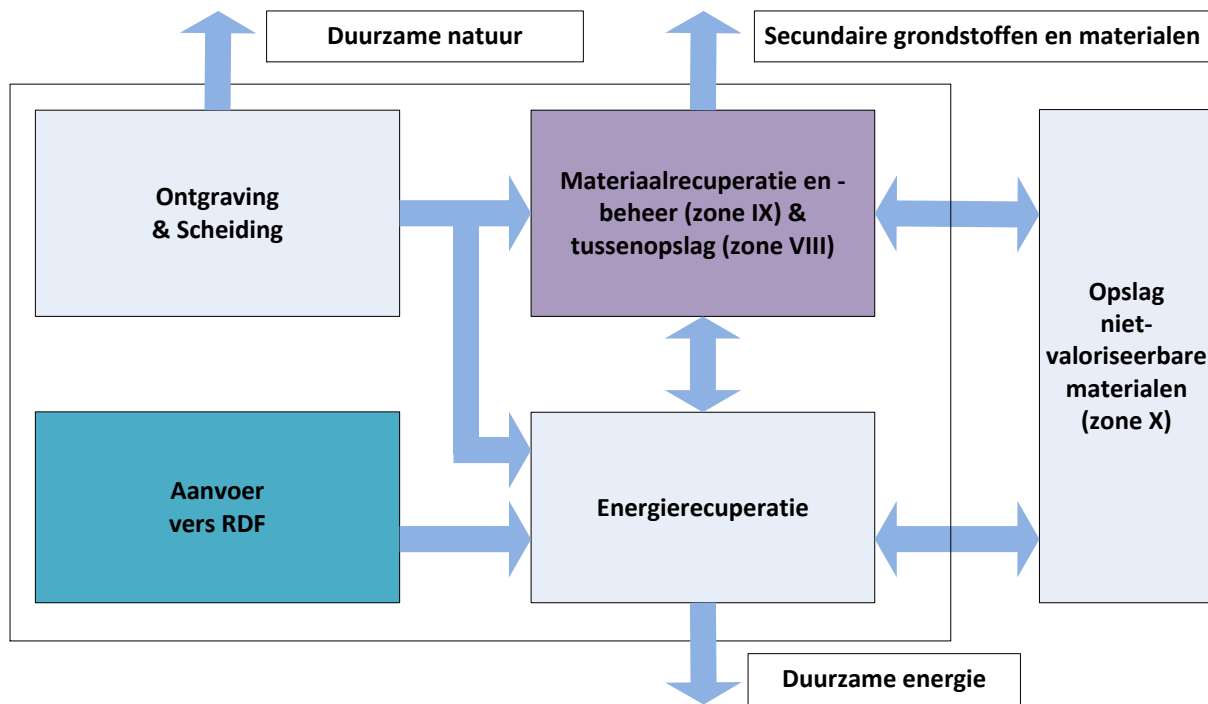 Duurzame natuur
Secundaire grondstoffen en materialen
Ontgraving
& Scheiding
Materiaalrecuperatie en -
beheer (zone IX) &
tussenopslag (zone VIII)
Opslag
niet-
valoriseerbare
materialen
(zone X)
Aanvoer
vers RDF
Energierecuperatie
Duurzame energie